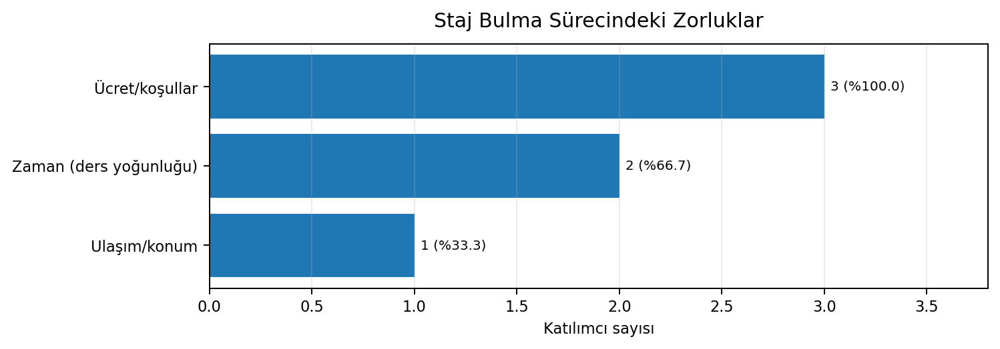 Staj Bulma Sürecindeki Zorluklar
Ücret/koşullar
3 (%100.0)
Zaman (ders yoğunluğu)
2 (%66.7)
Ulaşım/konum
1 (%33.3)
0.0 0.5 1.0 1.5 2.0 2.5 3.0 3.5
Katılımcı sayısı